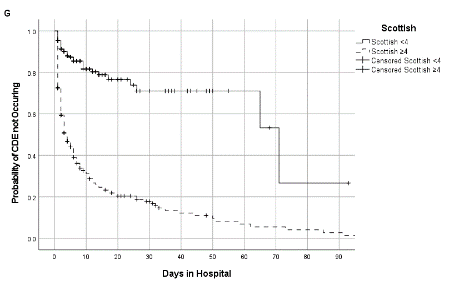 G
Scottish
Scottish <4
Scottish ≥4
Censored Scottish <4
Censored Scottish ≥4
Probability of CDE not Occuring
1.0
0.8
0.6
0.4
0.2
0.0
0 10 20 30 40 50 60 70 80 90
Days in Hospital